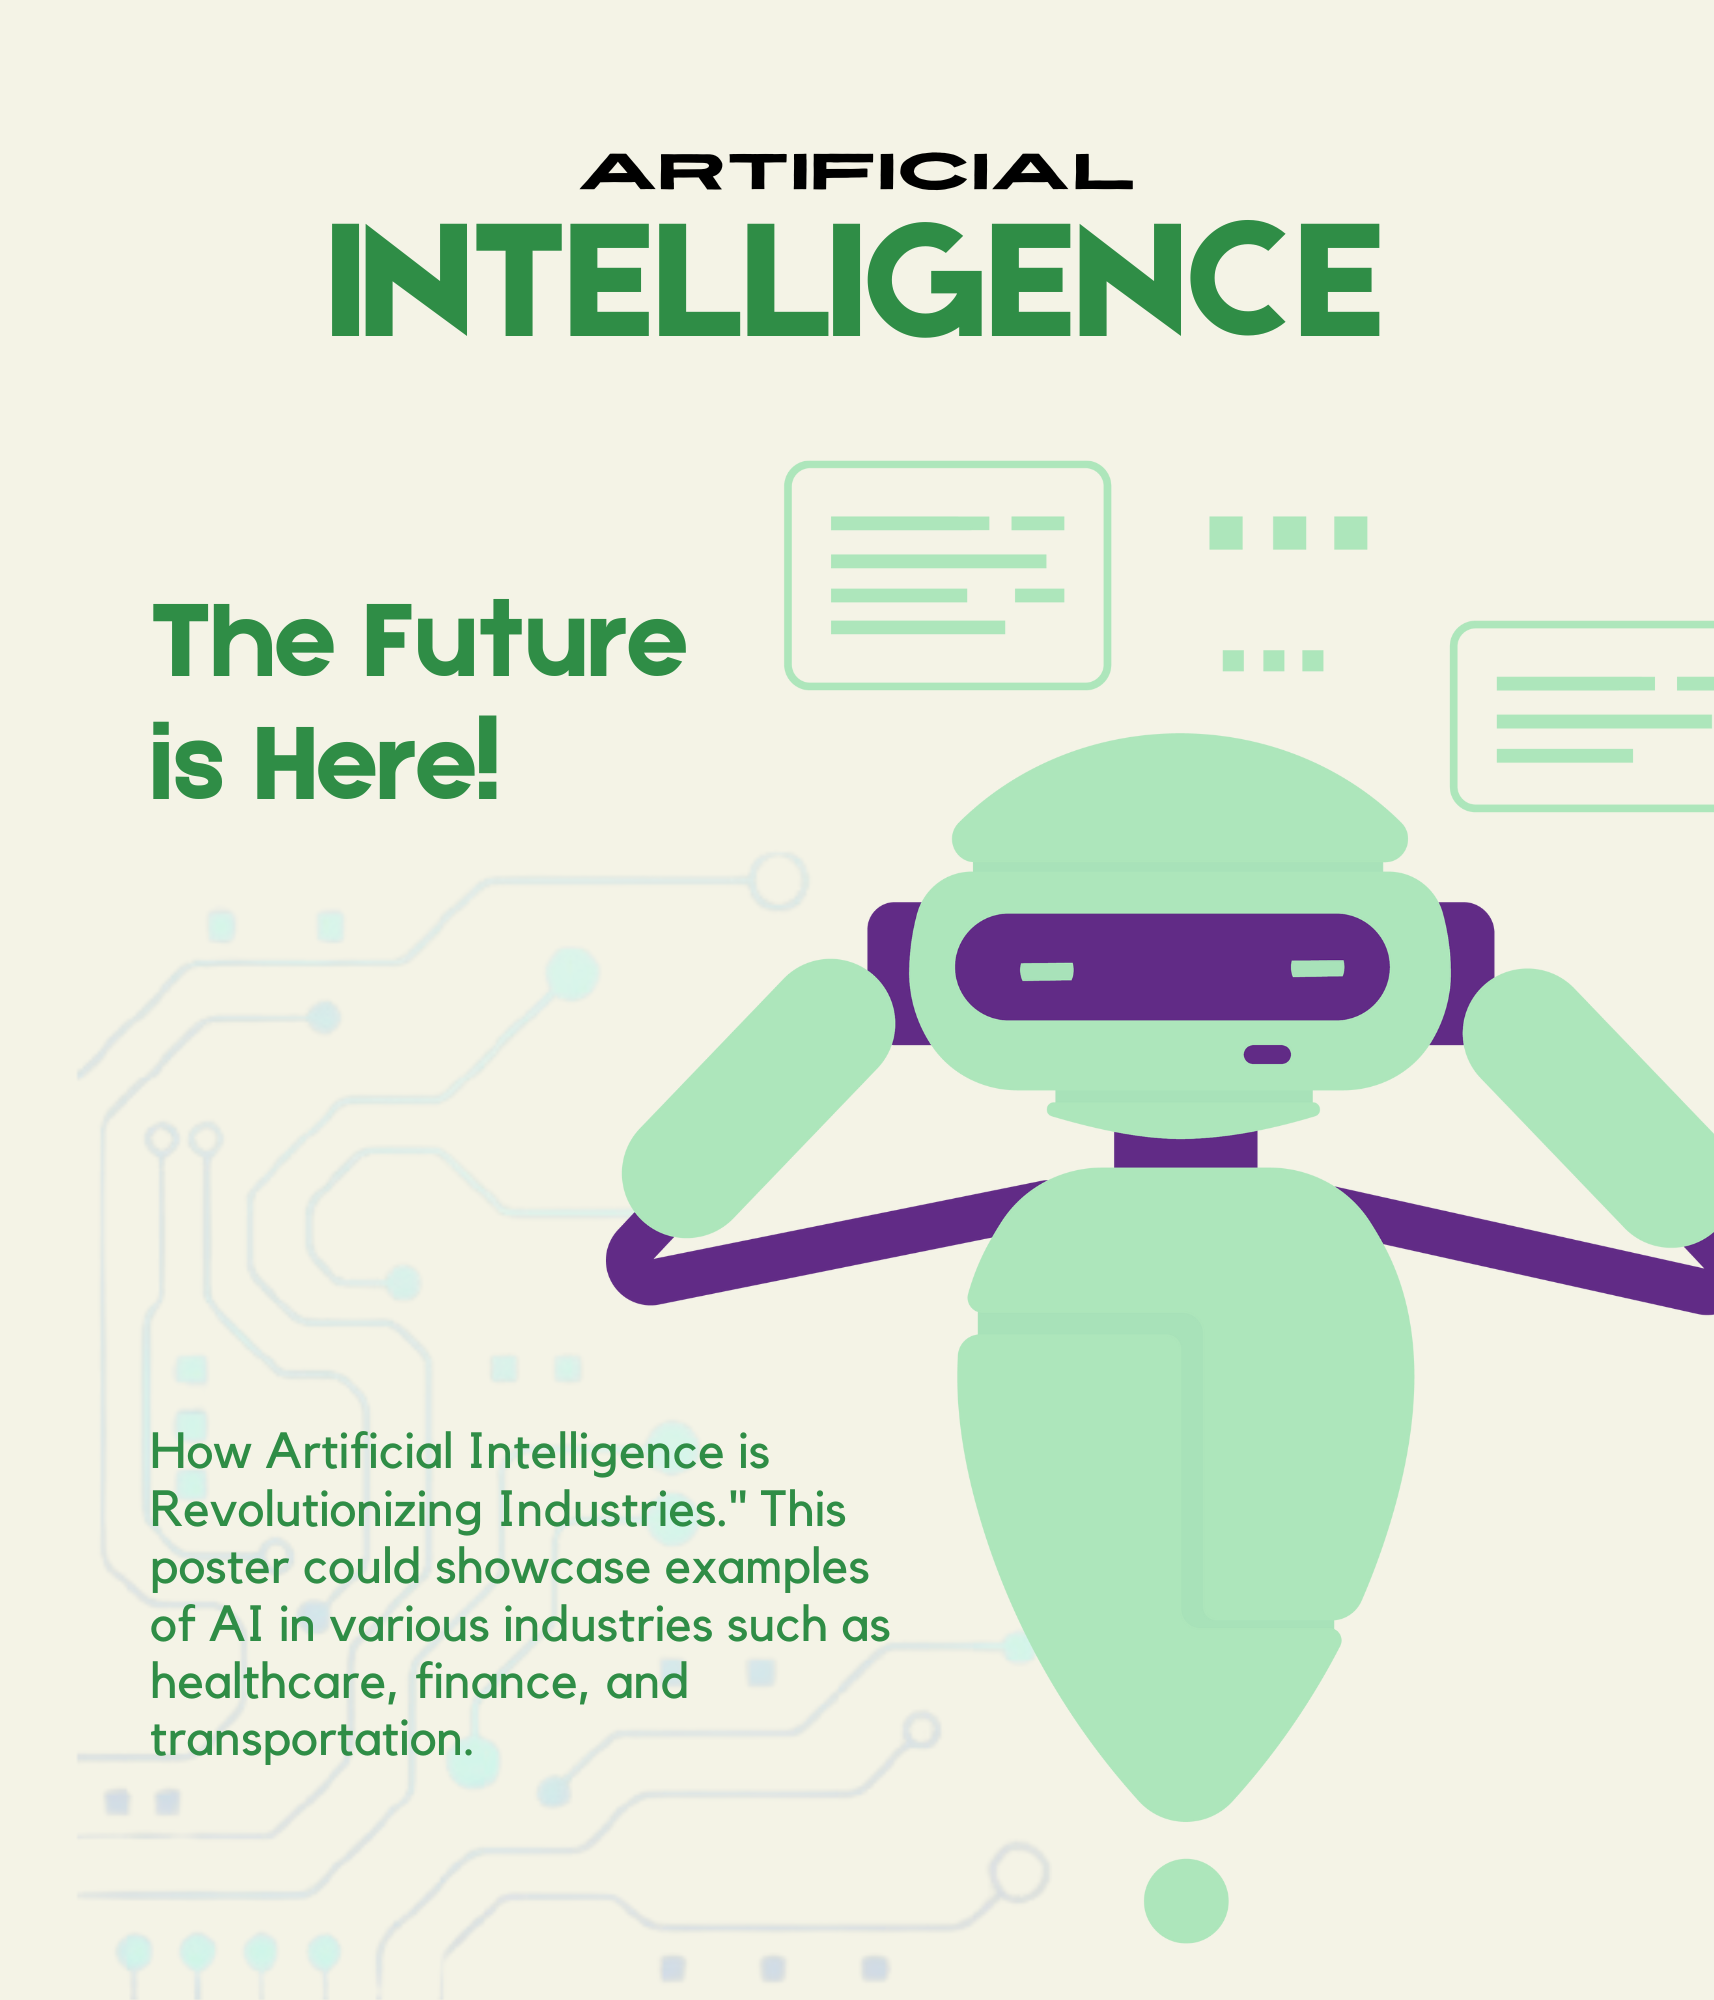 ARTIFICIAL
INTELLIGENCE
The Future
is Here!
How Artificial Intelligence is
Revolutionizing Industries." This
poster could showcase examples
of AI in various industries such as
healthcare, finance, and
transportation.